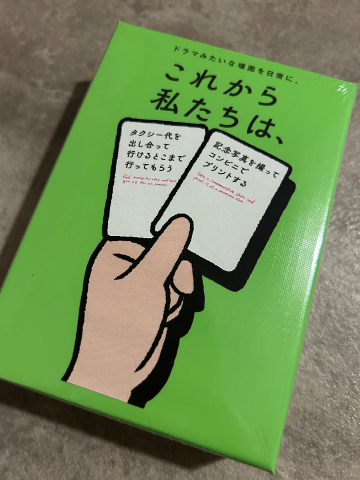 ドラマみたいな場面を日常に。
これから
私たちは、
タクシー代を
出し合って
行けるとこまで
行ってもらう
記念写真を撮って
コンビニで
プリントする